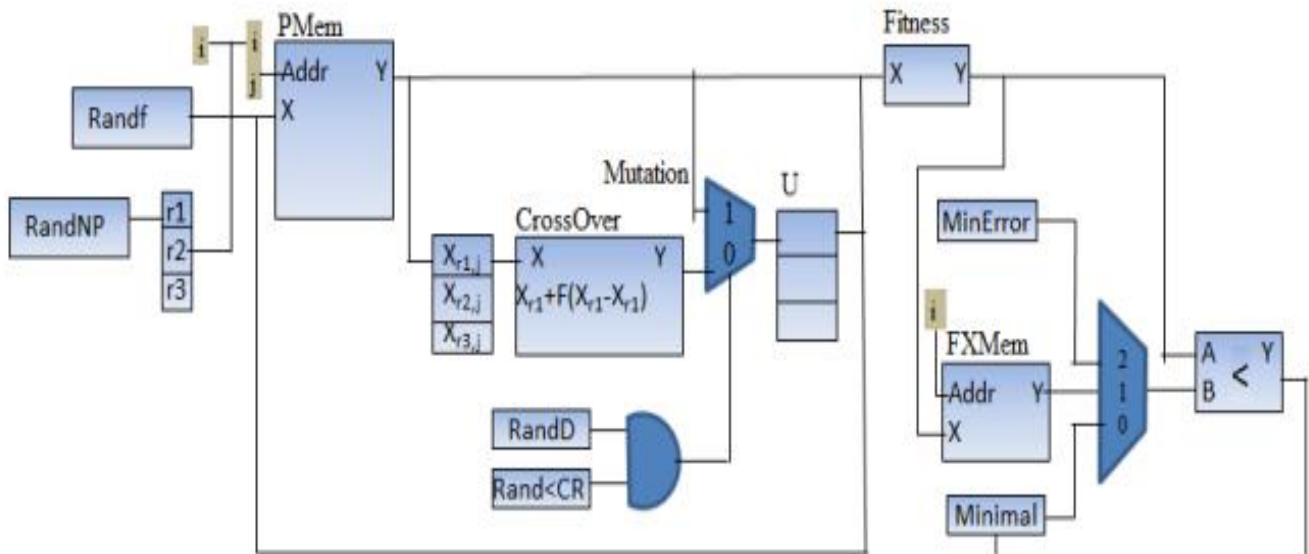 PMem
i
i
Addr Y
X
Randf
RandNP
r1
r2
r3
Fitness
X Y
Mutation
1
0
U
CrossOver
X Y
Xr1+F(Xr1-Xr1)
Xr1,j
Xr2,j
Xr3,j
RandD
Rand<CR
MinError
i
FXMem
Addr Y
X
2
1
0
Minimal
A Y
B
<